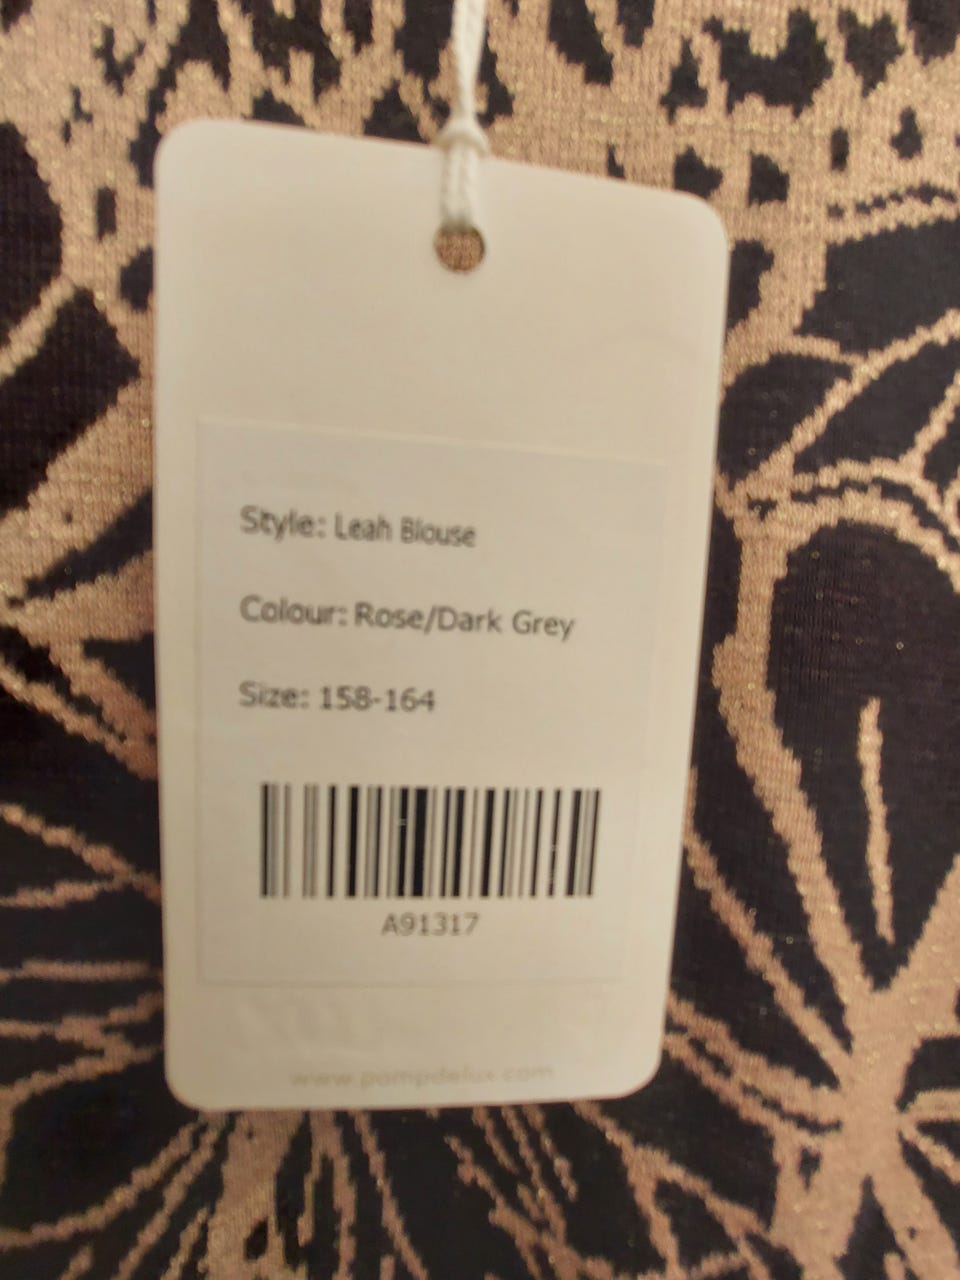 Style: Leah Blouse
Colour: Rose/Dark Grey
Size: 158-164
A91317
www.pompdelux.com